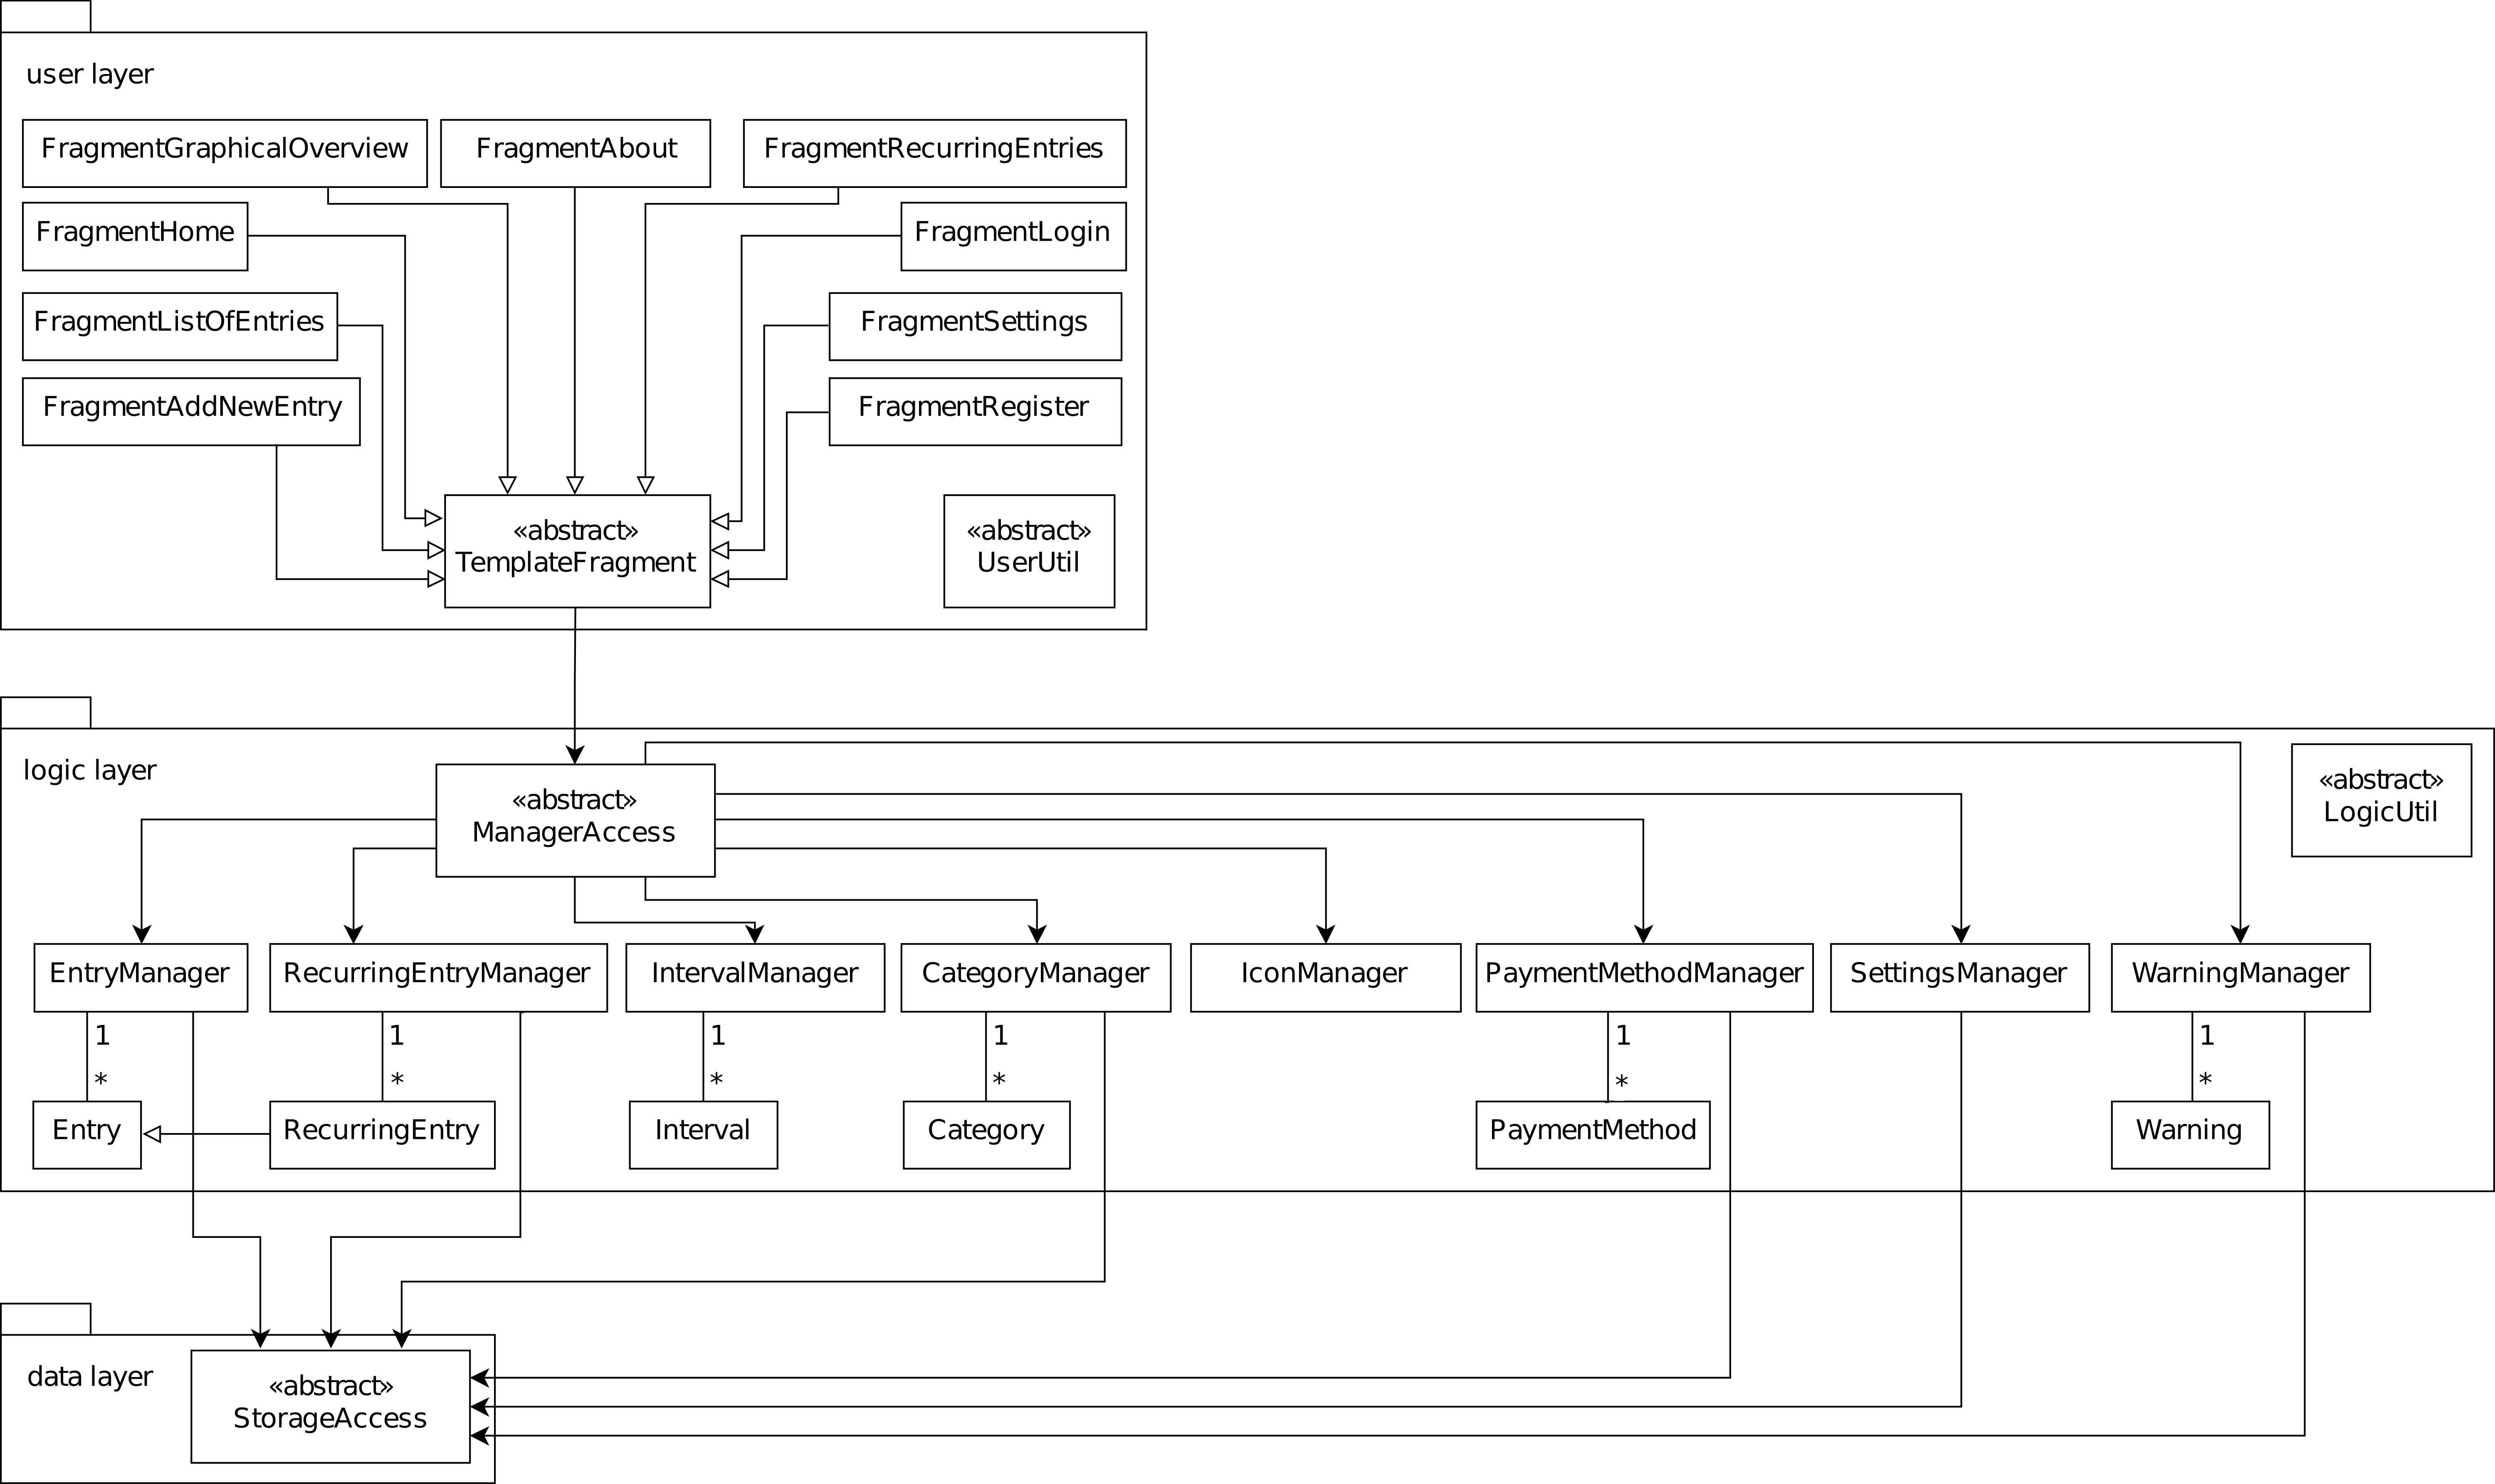 user layer
FragmentGraphicalOverview
FragmentAbout
FragmentRecurringEntries
FragmentHome
FragmentLogin
FragmentListOfEntries
FragmentSettings
FragmentAddNewEntry
FragmentRegister
«abstract»
TemplateFragment
«abstract»
UserUtil
logic layer
«abstract»
ManagerAccess
«abstract»
LogicUtil
EntryManager
RecurringEntryManager
IntervalManager
CategoryManager
IconManager
PaymentMethodManager
SettingsManager
WarningManager
1
1
1
1
1
1
*
*
*
*
*
*
Entry
RecurringEntry
Interval
Category
PaymentMethod
Warning
data layer
«abstract»
StorageAccess